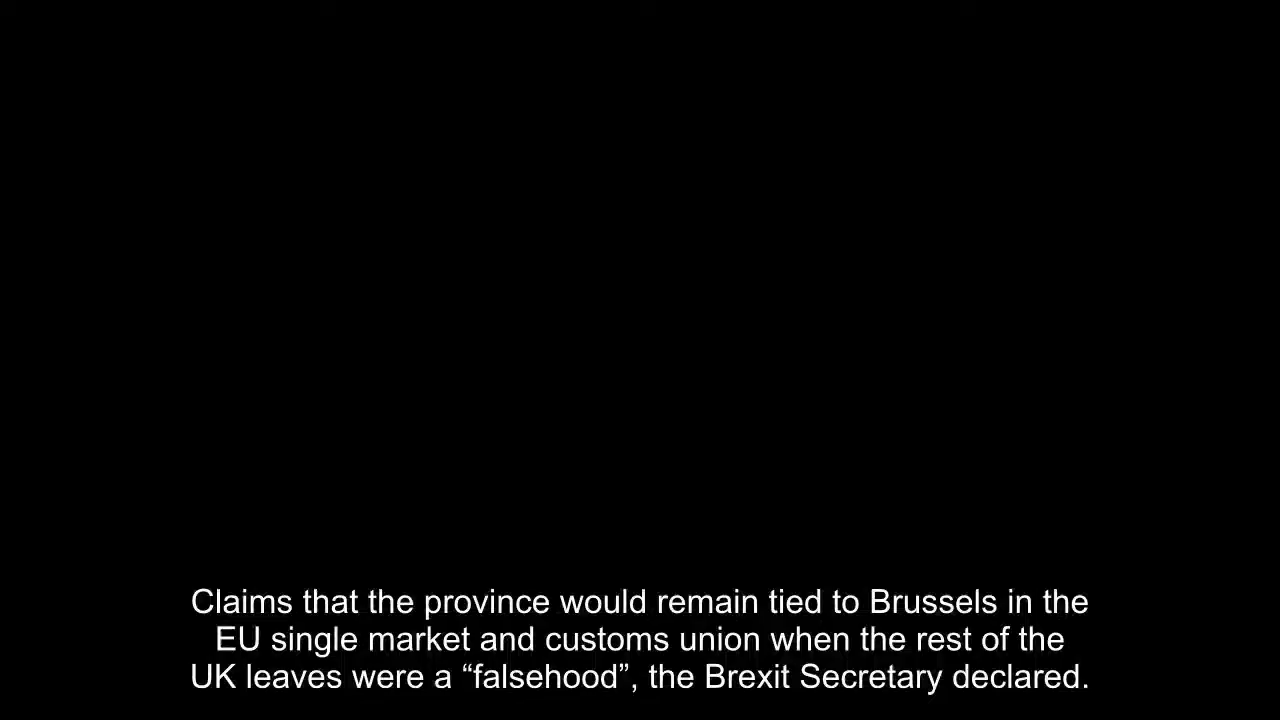 Claims that the province would remain tied to Brussels in the
EU single market and customs union when the rest of the
UK leaves were a “falsehood”, the Brexit Secretary declared.